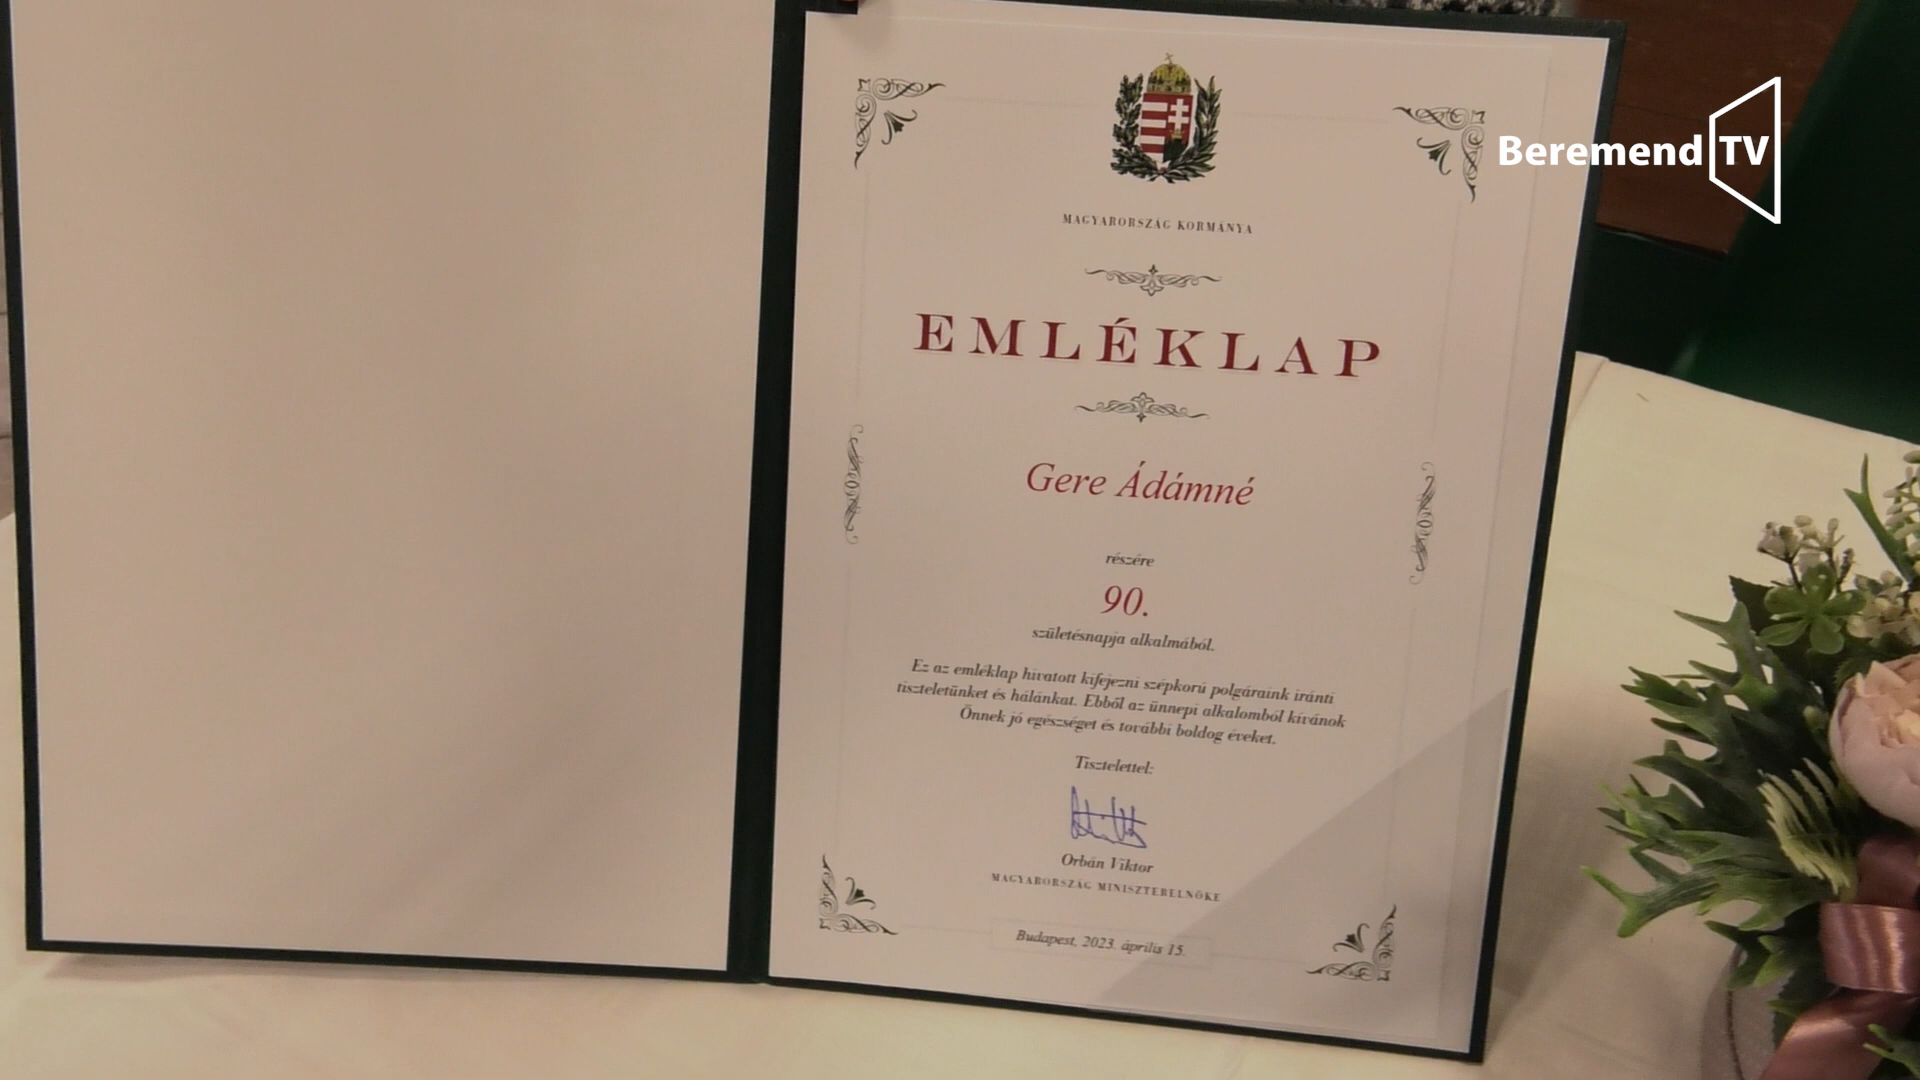 Beremend TV
MAGYARORSZÁG KORMÁNYA
EMLÉKLAP
Gere Ádámné
részére
90.
születésnapja alkalmából.
Ez az emléklap hivatott kifejezni szépkorú polgáraink iránti
tiszteletünket és hálánkat. Ebből az ünnepi alkalomból kívánok
Önnek jó egészséget és további boldog éveket.
Tisztelettel:
Orbán Viktor
MAGYARORSZÁG MINISZTERELNÖKE
Budapest, 2023. április 15.